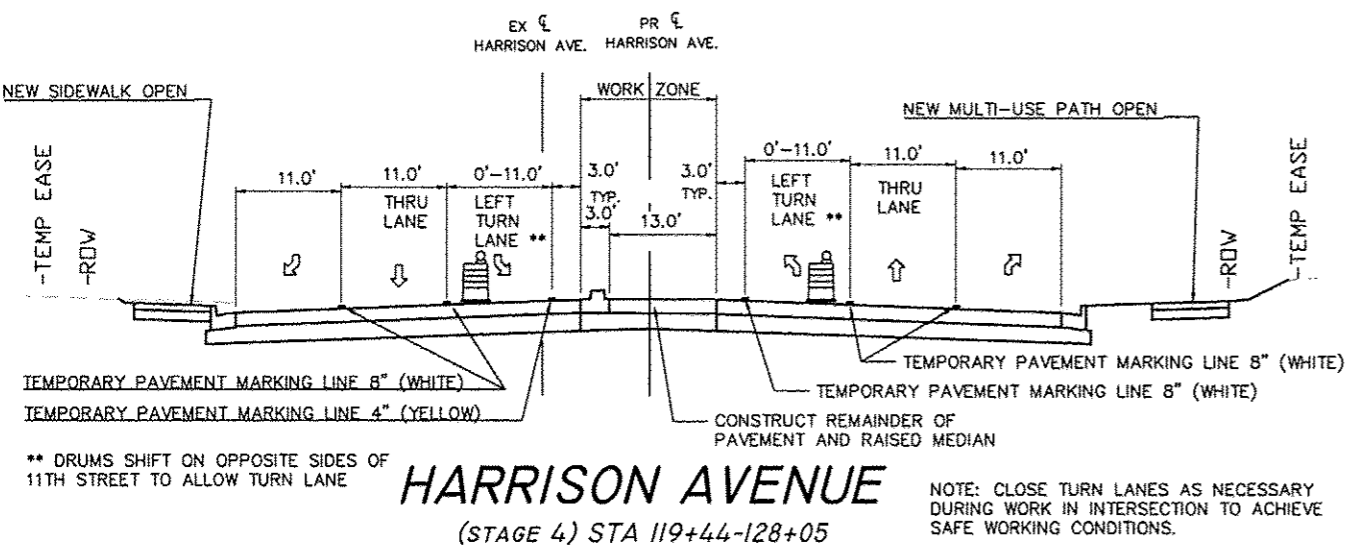 EX ℄
HARRISON AVE.
PR ℄
HARRISON AVE.
NEW SIDEWALK OPEN
WORK ZONE
NEW MULTI-USE PATH OPEN
-TEMP EASE
-ROW
11.0'
11.0'
THRU
LANE
0'-11.0'
LEFT
TURN
LANE **
3.0'
TYP.
3.0'
13.0'
3.0'
TYP.
0'-11.0'
LEFT
TURN
LANE **
11.0'
THRU
LANE
11.0'
-ROW
-TEMP EASE
TEMPORARY PAVEMENT MARKING LINE 8" (WHITE)
TEMPORARY PAVEMENT MARKING LINE 4" (YELLOW)
TEMPORARY PAVEMENT MARKING LINE 8" (WHITE)
TEMPORARY PAVEMENT MARKING LINE 8" (WHITE)
CONSTRUCT REMAINDER OF
PAVEMENT AND RAISED MEDIAN
** DRUMS SHIFT ON OPPOSITE SIDES OF
11TH STREET TO ALLOW TURN LANE
HARRISON AVENUE
(STAGE 4) STA 119+44-128+05
NOTE: CLOSE TURN LANES AS NECESSARY
DURING WORK IN INTERSECTION TO ACHIEVE
SAFE WORKING CONDITIONS.